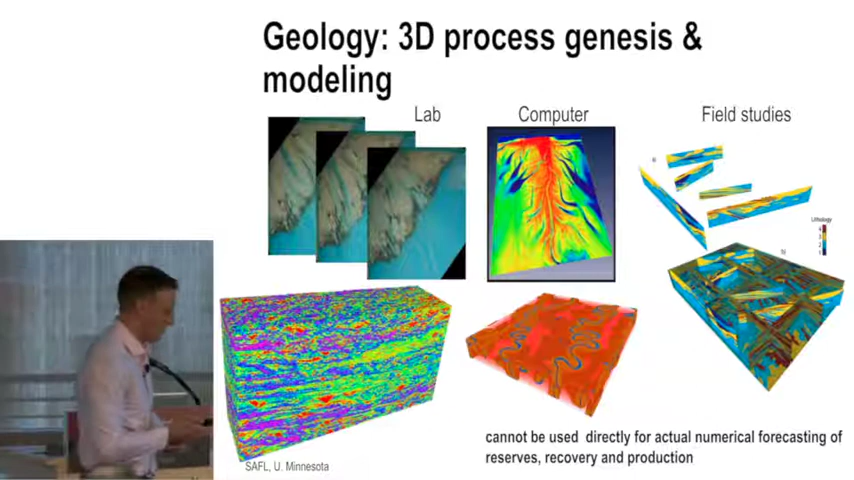 Geology: 3D process genesis &
modeling
Lab
Computer
Field studies
Lithology
SAFL, U. Minnesota
cannot be used directly for actual numerical forecasting of
reserves, recovery and production